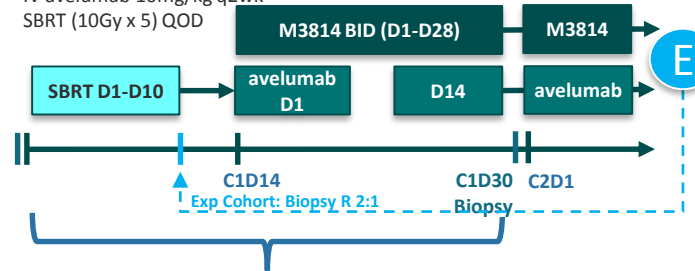 SBRT (10Gy x 5) QOD
M3814 BID (D1-D28)
M3814
E
SBRT D1-D10
avelumab
D1
D14
avelumab
C1D14
C1D30
Biopsy
C2D1
Exp Cohort: Biopsy R 2:1